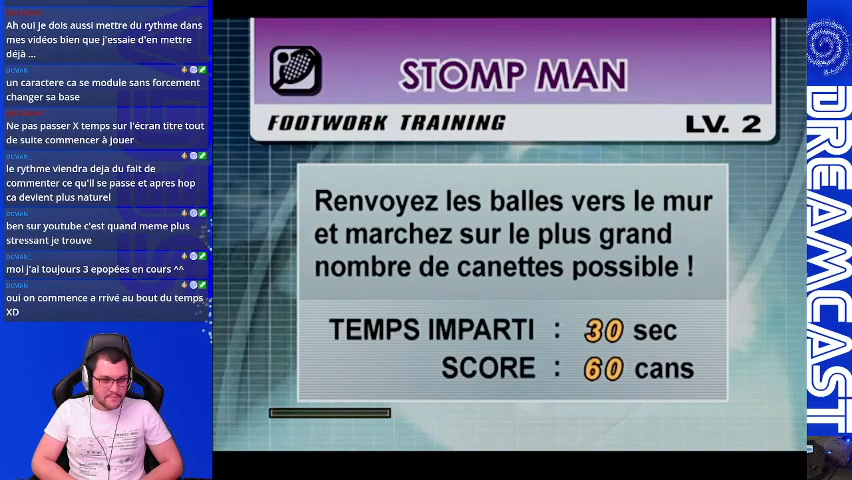 Ah oui je dois aussi mettre du rythme dans
mes vidéos bien que j'essaie d'en mettre
déjà ...
DCMAN_
un caractere ca se module sans forcement
changer sa base
Ne pas passer X temps sur l'écran titre tout
de suite commencer à jouer
DCMAN_
le rythme viendra deja du fait de
commenter ce qu'il se passe et apres hop
ca devient plus naturel
DCMAN_
ben sur youtube c'est quand meme plus
stressant je trouve
DCMAN_
moi j'ai toujours 3 epopées en cours ^^
DCMAN_
oui on commence a rrivé au bout du temps
XD
STOMP MAN
FOOTWORK TRAINING
LV. 2
Renvoyez les balles vers le mur
et marchez sur le plus grand
nombre de canettes possible !
TEMPS IMPARTI : 30 sec
SCORE : 60 cans
DREAMCAST